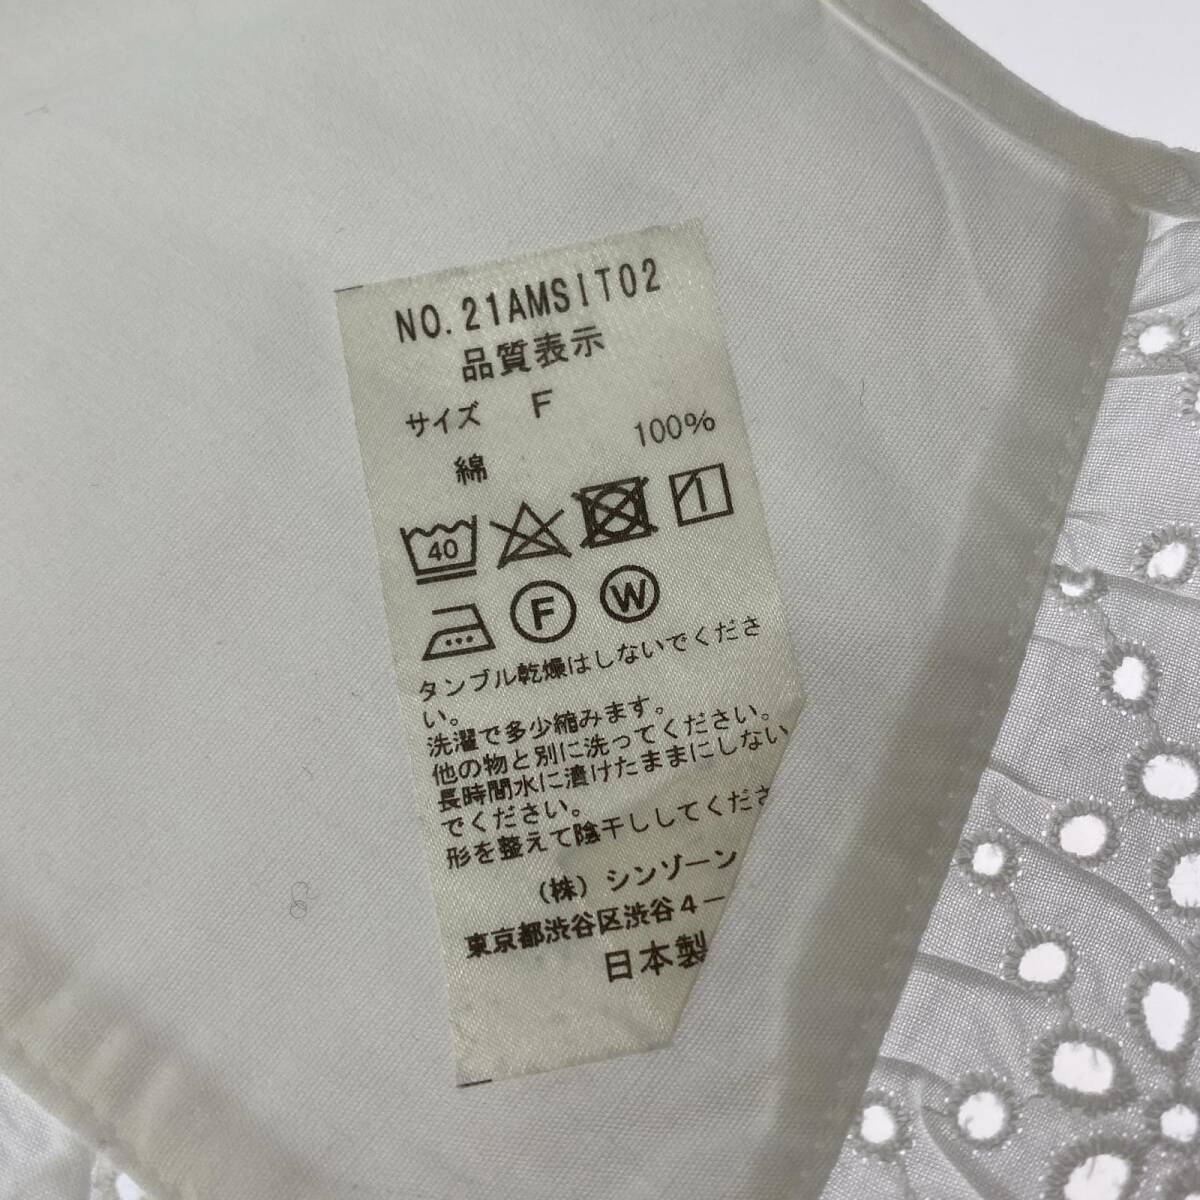 NO.21AMSIT02
品質表示
サイズ F
綿 100%
40
F W
タンブル乾燥はしないでくださ
い。
洗濯で多少縮みます。
他の物と別に洗ってください。
長時間水に漬けたままにしない
でください。
形を整えて陰干ししてくださ
(株) シンゾーン
東京都渋谷区渋谷4-
日本製